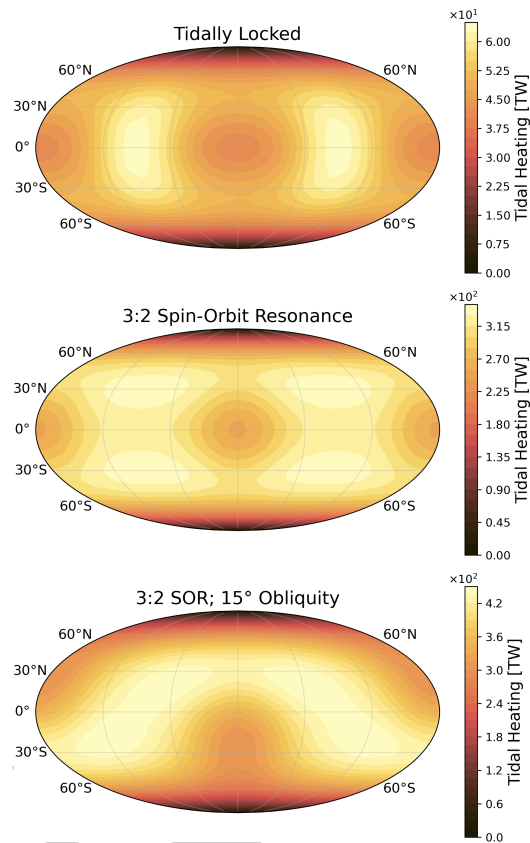 Tidally Locked
×10¹
60°N
60°N
30°N
0°
30°S
60°S
60°S
6.00
5.25
4.50
3.75
3.00
2.25
1.50
0.75
0.00
Tidal Heating [TW]
3:2 Spin-Orbit Resonance
×10²
60°N
60°N
30°N
0°
30°S
60°S
60°S
3.15
2.70
2.25
1.80
1.35
0.90
0.45
0.00
Tidal Heating [TW]
3:2 SOR; 15° Obliquity
×10²
60°N
60°N
30°N
0°
30°S
60°S
60°S
4.2
3.6
3.0
2.4
1.8
1.2
0.6
0.0
Tidal Heating [TW]